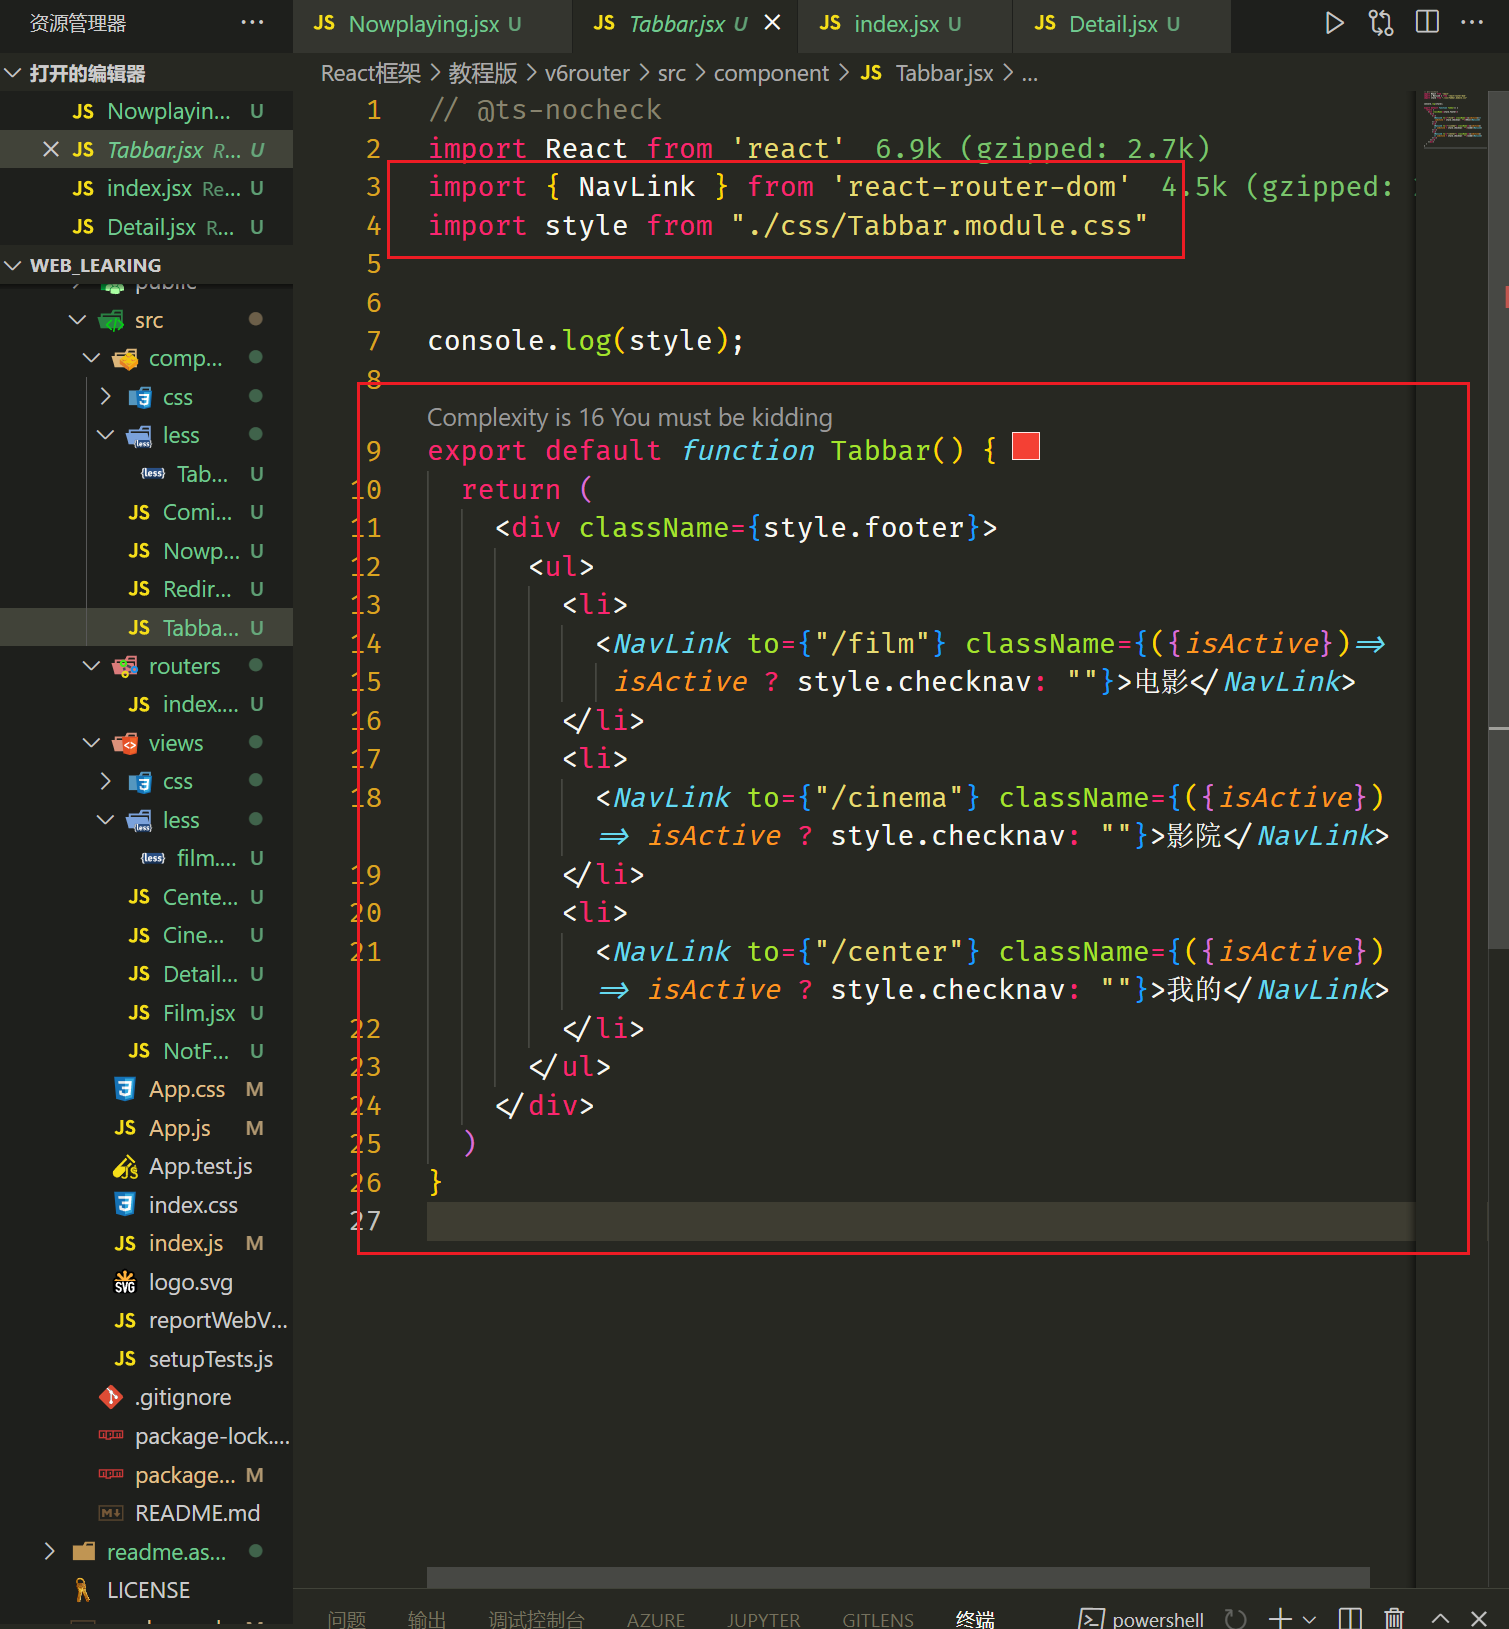 资源管理器 ···
JS Nowplaying.jsx U
JS Tabbar.jsx U
JS index.jsx U
JS Detail.jsx U
打开的编辑器
JS Nowplayin... U
JS Tabbar.jsx R... U
JS index.jsx Re... U
JS Detail.jsx R... U
WEB_LEARING
public
src
comp...
css
less
{less} Tab... U
JS Comi... U
JS Nowp... U
JS Redir... U
JS Tabba... U
routers
JS index.... U
views
css
less
{less} film.... U
JS Cente... U
JS Cine... U
JS Detail... U
JS Film.jsx U
JS NotF... U
App.css M
JS App.js M
App.test.js
index.css
JS index.js M
SVG logo.svg
JS reportWebV...
JS setupTests.js
.gitignore
package-lock....
package... M
README.md
readme.as...
LICENSE
React框架 > 教程版 > v6router > src > component > JS Tabbar.jsx > ...
1 // @ts-nocheck
2 import React from 'react' 6.9k (gzipped: 2.7k)
3 import { NavLink } from 'react-router-dom' 4.5k (gzipped:
4 import style from "./css/Tabbar.module.css"
5
6
7 console.log(style);
8
Complexity is 16 You must be kidding
9 export default function Tabbar() {
10 return (
11 <div className={style.footer}>
12 <ul>
13 <li>
14 <NavLink to={"/film"} className={({isActive})=>
15 isActive ? style.checknav: ""}>电影</NavLink>
16 </li>
17 <li>
18 <NavLink to={"/cinema"} className={({isActive})
=> isActive ? style.checknav: ""}>影院</NavLink>
19 </li>
20 <li>
21 <NavLink to={"/center"} className={({isActive})
=> isActive ? style.checknav: ""}>我的</NavLink>
22 </li>
23 </ul>
24 </div>
25 )
26 }
27
问题 输出 调试控制台 AZURE JUPYTER GITLENS 终端 powershell